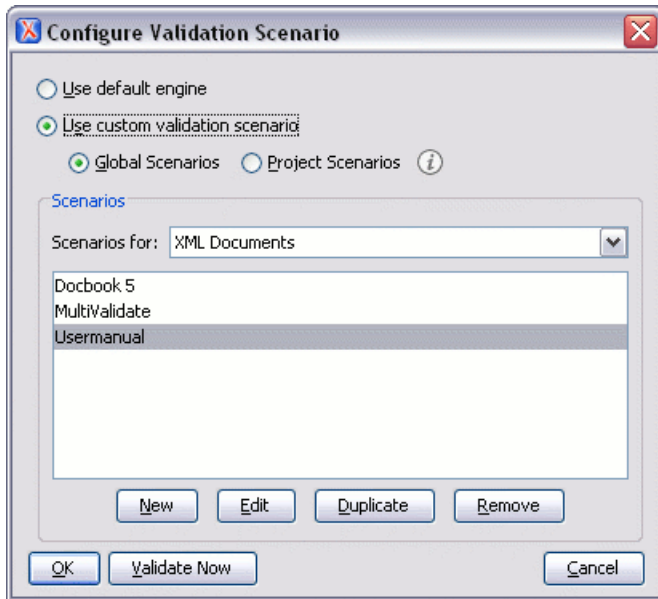 Configure Validation Scenario
Use default engine
Use custom validation scenario
Global Scenarios Project Scenarios i
Scenarios
Scenarios for: XML Documents
Docbook 5
MultiValidate
Usermanual
New Edit Duplicate Remove
OK Validate Now Cancel